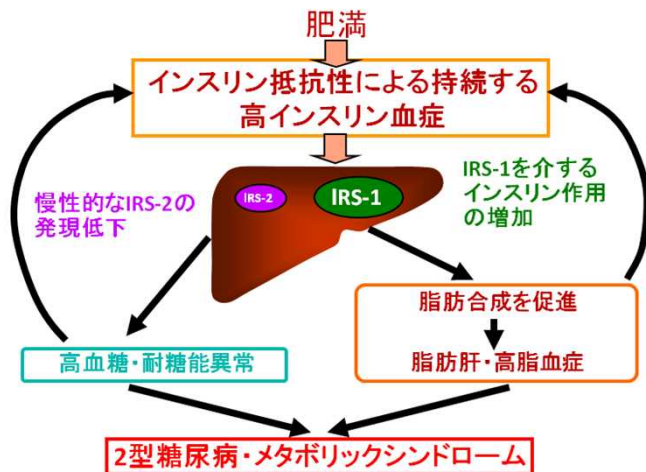 肥満
インスリン抵抗性による持続する
高インスリン血症
慢性的なIRS-2の
発現低下
IRS-2
IRS-1
IRS-1を介する
インスリン作用
の増加
高血糖・耐糖能異常
脂肪合成を促進
脂肪肝・高脂血症
2型糖尿病・メタボリックシンドローム